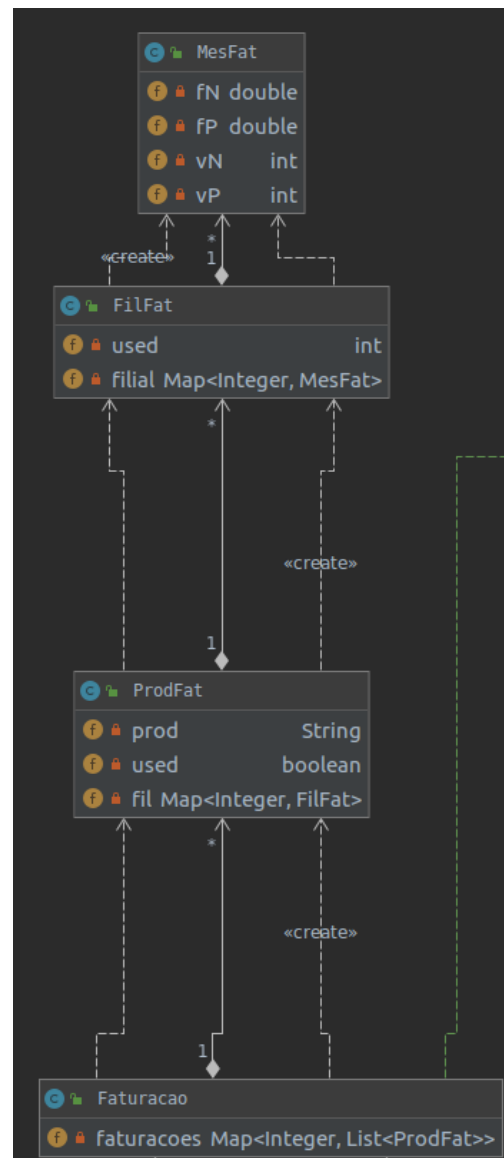 MesFat
fN double
fP double
vN int
vP int
*
«create»
1
FilFat
used int
filial Map<Integer, MesFat>
*
«create»
1
ProdFat
prod String
used boolean
fil Map<Integer, FilFat>
*
«create»
1
Faturacao
faturacoes Map<Integer, List<ProdFat>>